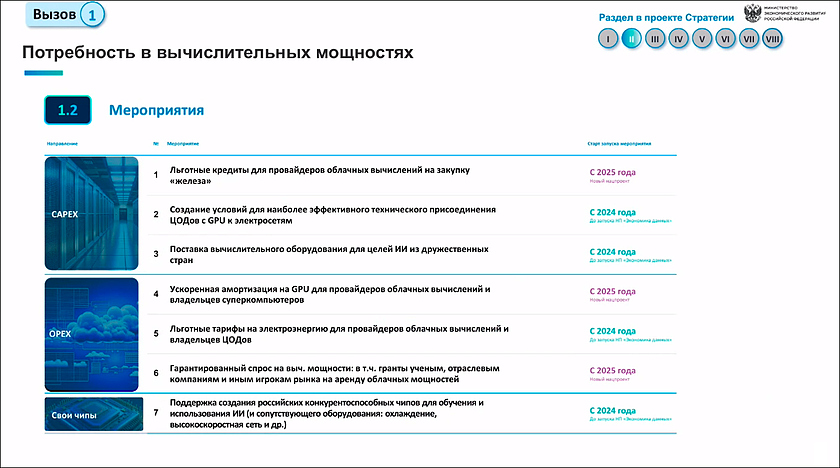 Вызов 1
Раздел в проекте Стратегии
МИНИСТЕРСТВО
ЭКОНОМИЧЕСКОГО РАЗВИТИЯ
РОССИЙСКОЙ ФЕДЕРАЦИИ
I II III IV V VI VII VIII
Потребность в вычислительных мощностях
1.2 Мероприятия
Направление № Мероприятие Старт запуска мероприятия
CAPEX
1 Льготные кредиты для провайдеров облачных вычислений на закупку
«железа»
С 2025 года
Новый нацпроект
2 Создание условий для наиболее эффективного технического присоединения
ЦОДов с GPU к электросетям
С 2024 года
До запуска НП «Экономика данных»
3 Поставка вычислительного оборудования для целей ИИ из дружественных
стран
С 2024 года
До запуска НП «Экономика данных»
OPEX
4 Ускоренная амортизация на GPU для провайдеров облачных вычислений и
владельцев суперкомпьютеров
С 2025 года
Новый нацпроект
5 Льготные тарифы на электроэнергию для провайдеров облачных вычислений и
владельцев ЦОДов
С 2024 года
До запуска НП «Экономика данных»
6 Гарантированный спрос на выч. мощности: в т.ч. гранты ученым, отраслевым
компаниям и иным игрокам рынка на аренду облачных мощностей
С 2025 года
Новый нацпроект
Свои чипы
7 Поддержка создания российских конкурентоспособных чипов для обучения и
использования ИИ (и сопутствующего оборудования: охлаждение,
высокоскоростная сеть и др.)
С 2024 года
До запуска НП «Экономика данных»